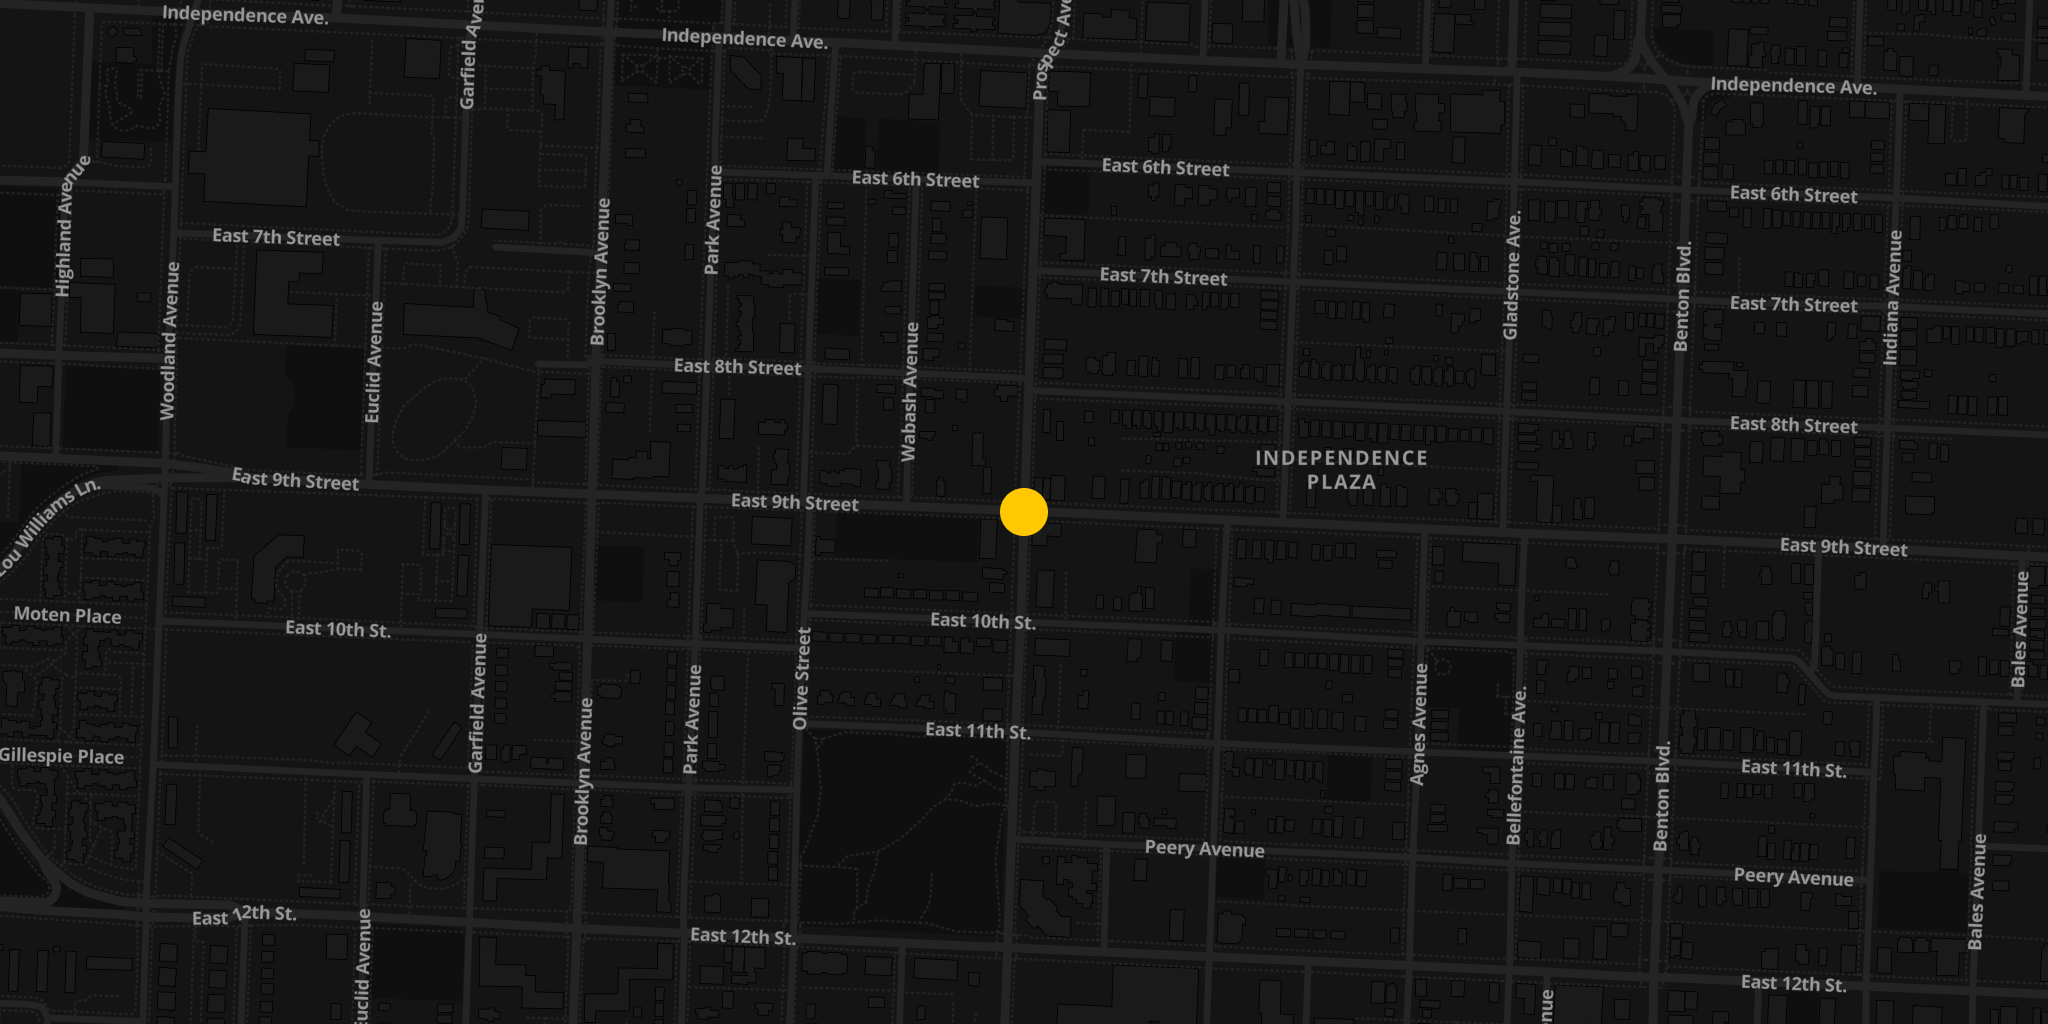 Independence Ave.
Garfield Aven
Independence Ave.
Prospect Ave
Independence Ave.
Highland Avenue
East 6th Street
East 6th Street
East 6th Street
East 7th Street
Park Avenue
Brooklyn Avenue
East 7th Street
Gladstone Ave.
Benton Blvd.
Indiana Avenue
East 7th Street
Woodland Avenue
Euclid Avenue
East 8th Street
Wabash Avenue
East 8th Street
INDEPENDENCE
PLAZA
Lou Williams Ln.
East 9th Street
East 9th Street
East 9th Street
Moten Place
East 10th St.
East 10th St.
Bales Avenue
Garfield Avenue
Park Avenue
Olive Street
East 11th St.
Agnes Avenue
Bellefontaine Ave.
Benton Blvd.
East 11th St.
Gillespie Place
Brooklyn Avenue
Peery Avenue
Peery Avenue
Bales Avenue
East 12th St.
Euclid Avenue
East 12th St.
East 12th St.
nue